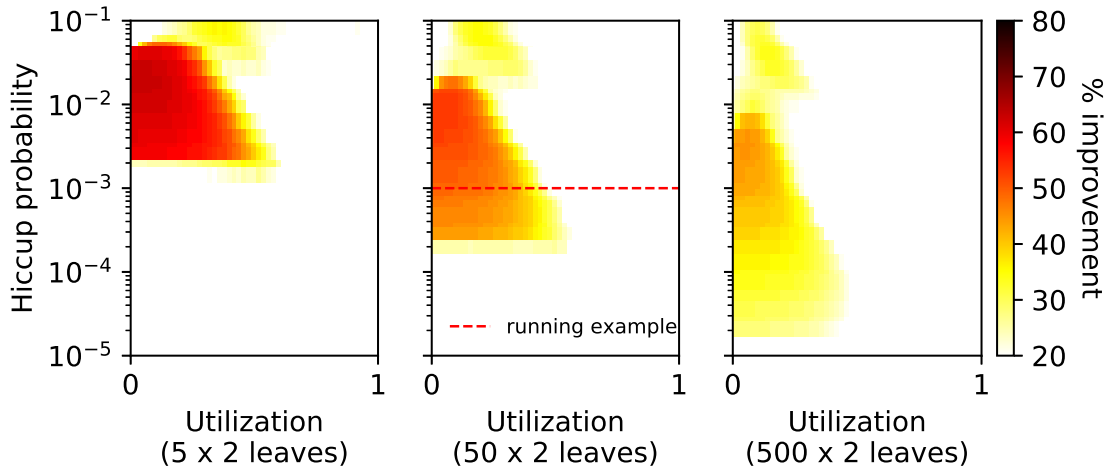 Hiccup probability
10⁻¹
10⁻²
10⁻³
10⁻⁴
10⁻⁵
0
1
Utilization
(5 x 2 leaves)
running example
0
1
Utilization
(50 x 2 leaves)
0
1
Utilization
(500 x 2 leaves)
80
70
60
50
40
30
20
% improvement